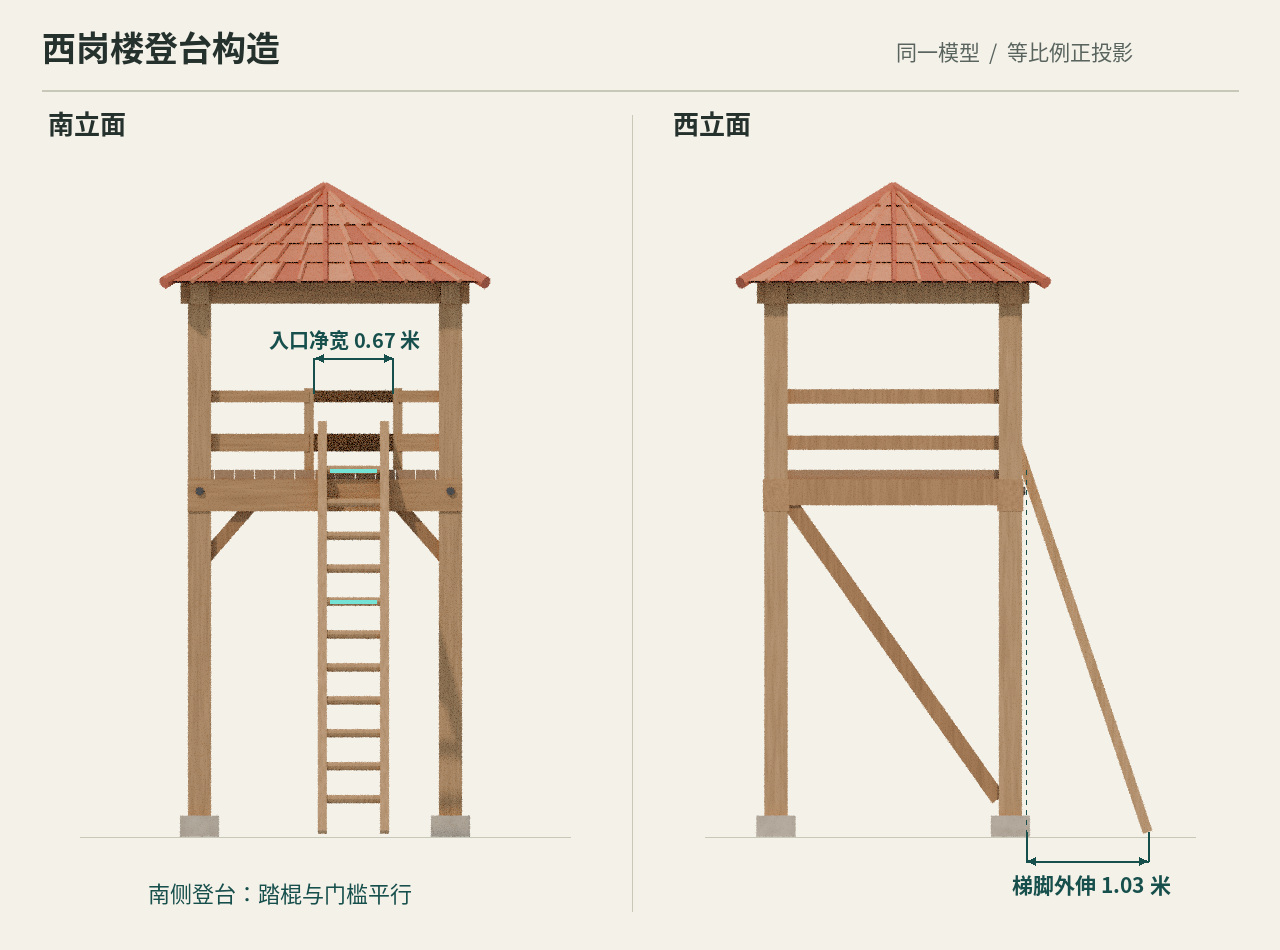 西岗楼登台构造
同一模型 / 等比例正投影
南立面
西立面
入口净宽 0.67 米
梯脚外伸 1.03 米
南侧登台：踏棍与门槛平行